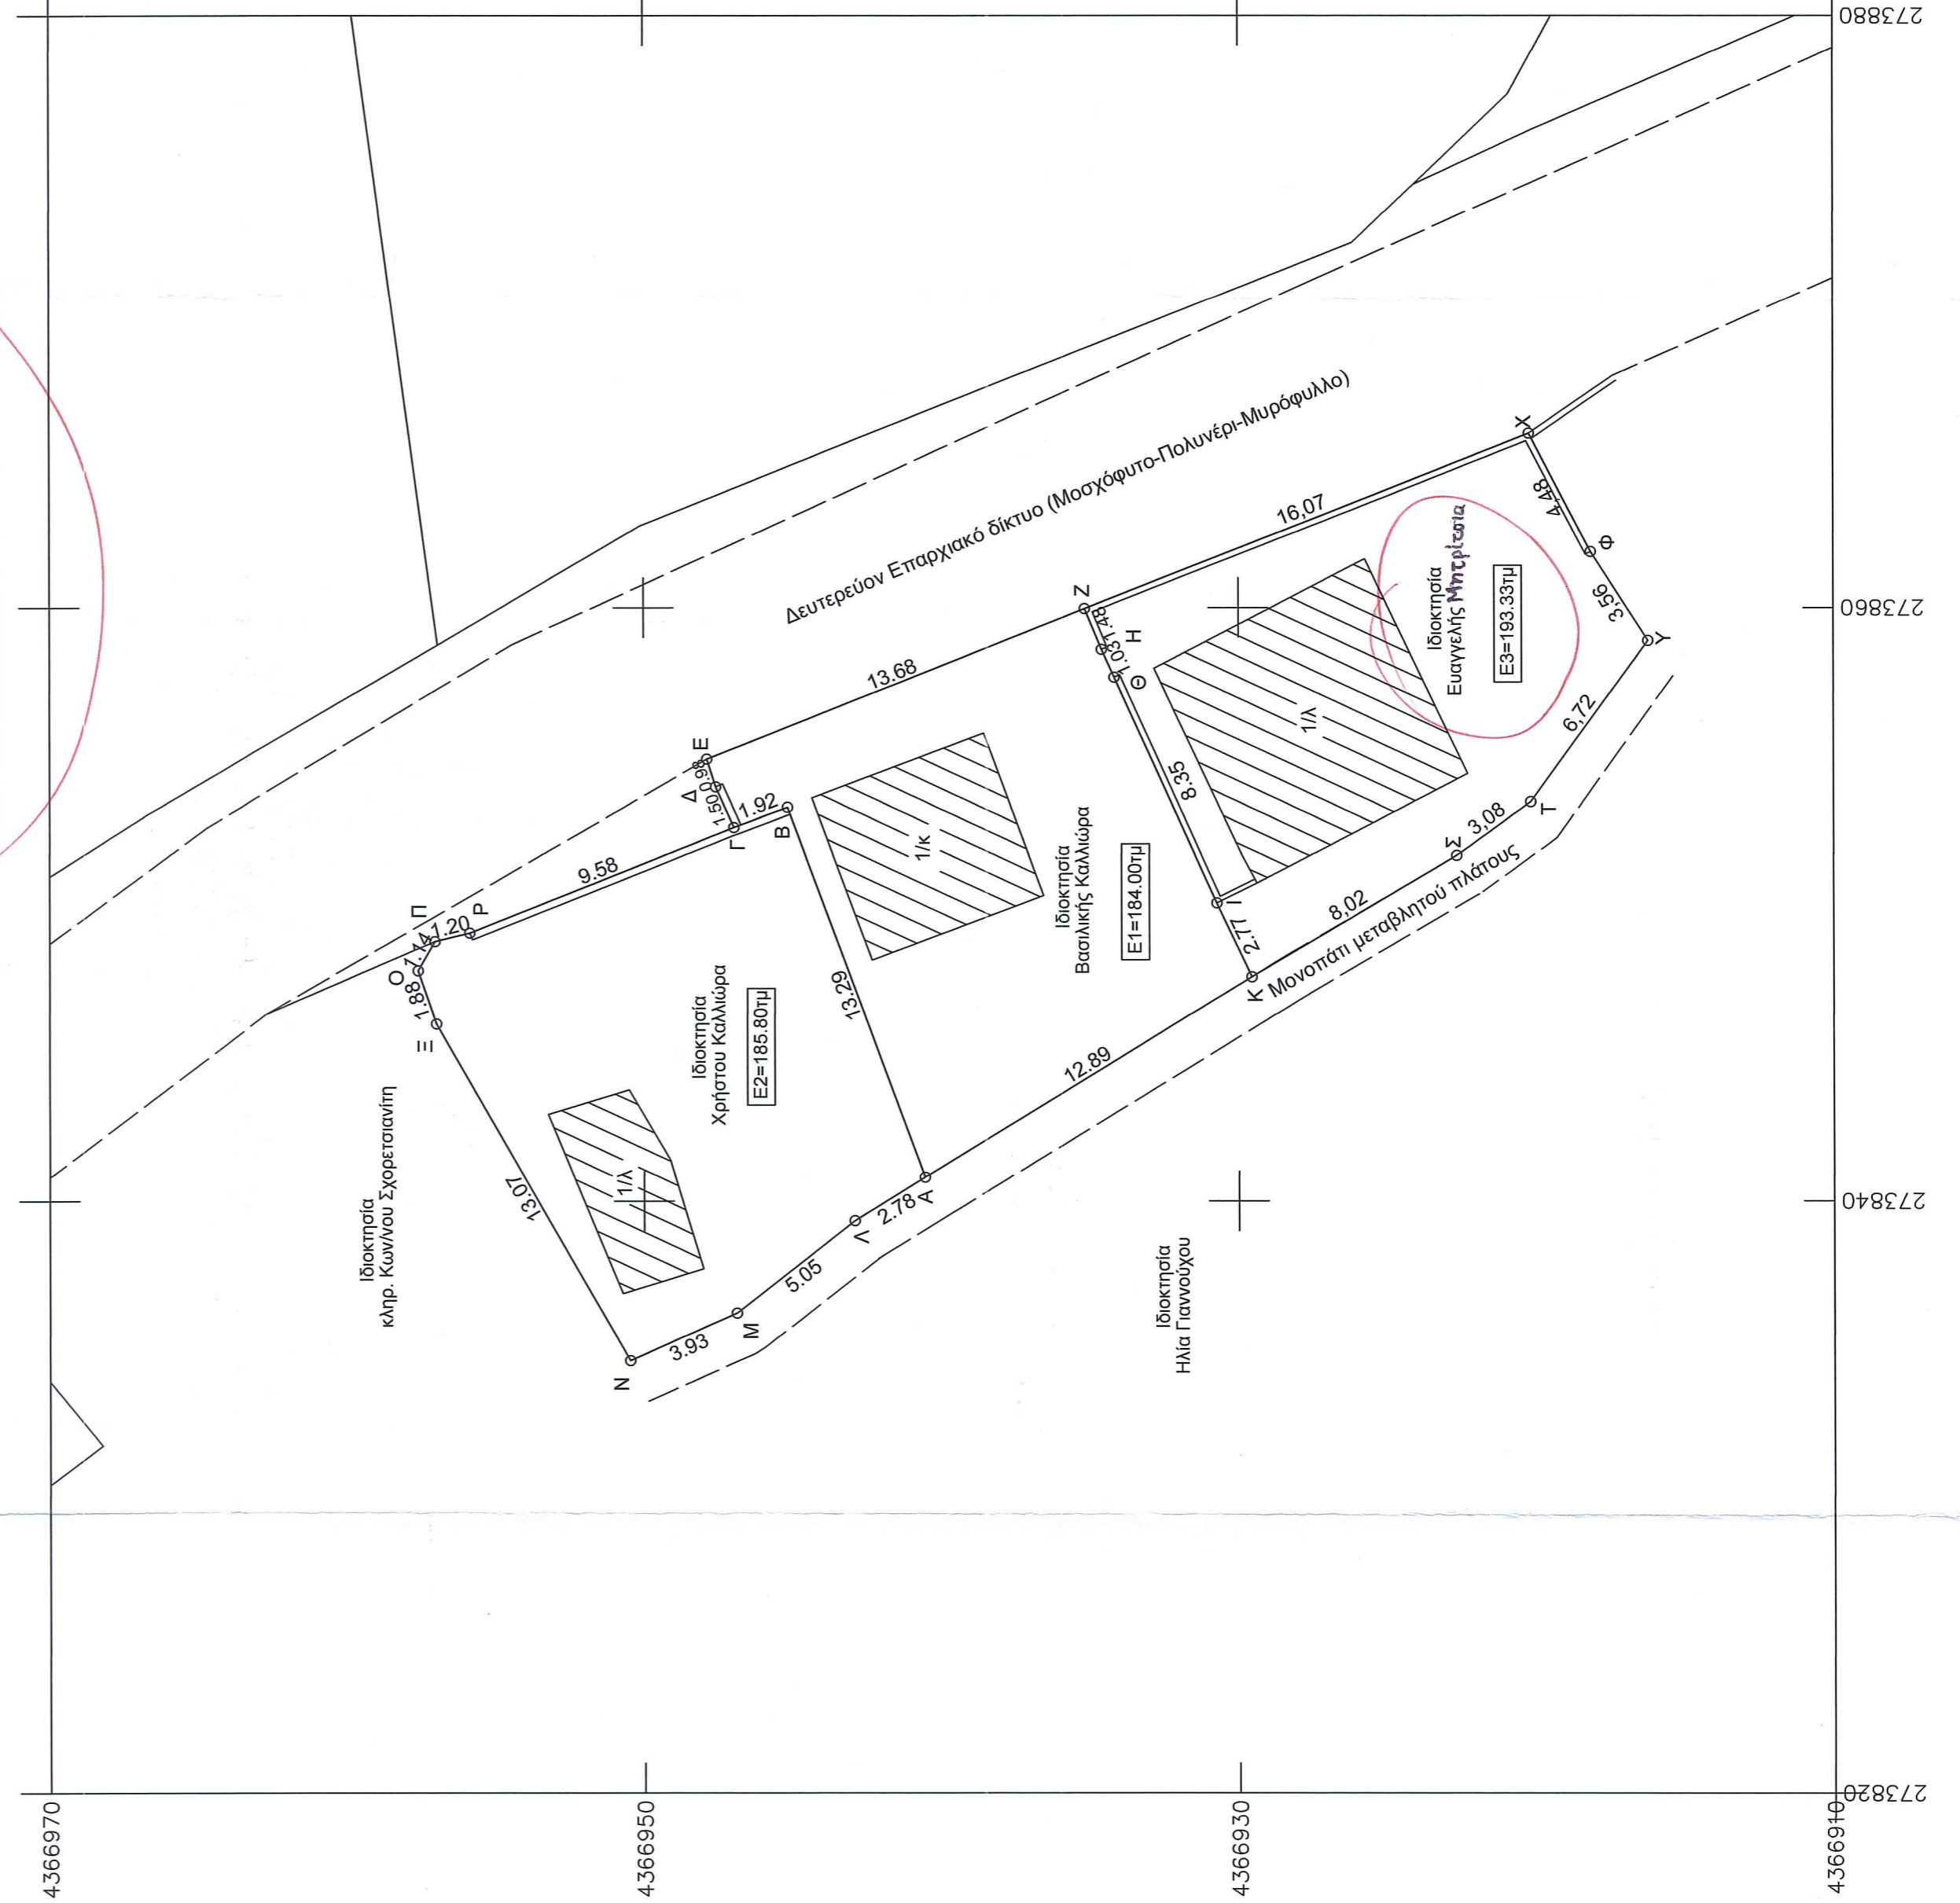 273880
273860
273840
273820
4366970
4366950
4366930
4366910
Δευτερεύον Επαρχιακό δίκτυο (Μοσχόφυτο-Πολυνέρι-Μυρόφυλλο)
Ιδιοκτησία
κληρ. Κων/νου Σχορετσιανίτη
Ιδιοκτησία
Χρήστου Καλλιώρα
Ε2=185.80τμ
Ιδιοκτησία
Βασιλικής Καλλιώρα
Ε1=184.00τμ
Ιδιοκτησία
Ευαγγελής Μητρίτσια
Ε3=193.33τμ
Ιδιοκτησία
Ηλία Γιαννούχου
Μονοπάτι μεταβλητού πλάτους
1/λ
1/κ
1/λ
Ν
Ξ
Ο
Π
Ρ
Γ
Δ
Ε
Β
Α
Λ
Μ
Ζ
Η
Θ
Ι
Κ
Σ
Τ
Υ
Φ
Χ
13.07
1.88
1.14
1.20
9.58
1.50
0.98
1.92
13.29
13.68
1.48
1.03
8.35
2.77
16,07
4,48
3,56
6,72
3,08
8,02
12.89
2.78
5.05
3.93